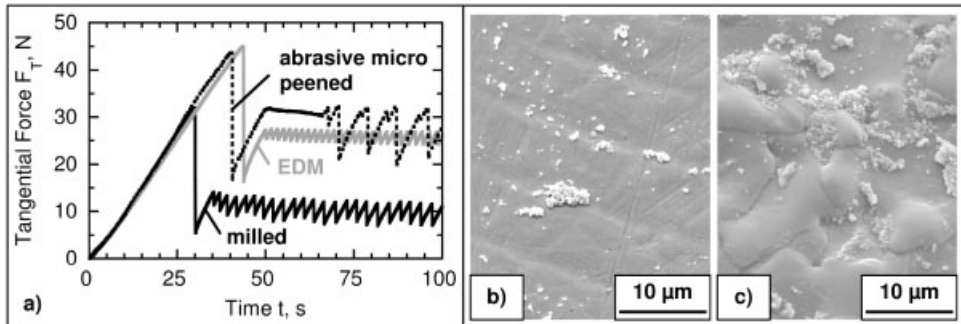 50
40
30
20
10
0
Tangential Force F_T, N
abrasive micro
peened
EDM
milled
0 25 50 75 100
Time t, s
a)
b)
10 µm
c)
10 µm